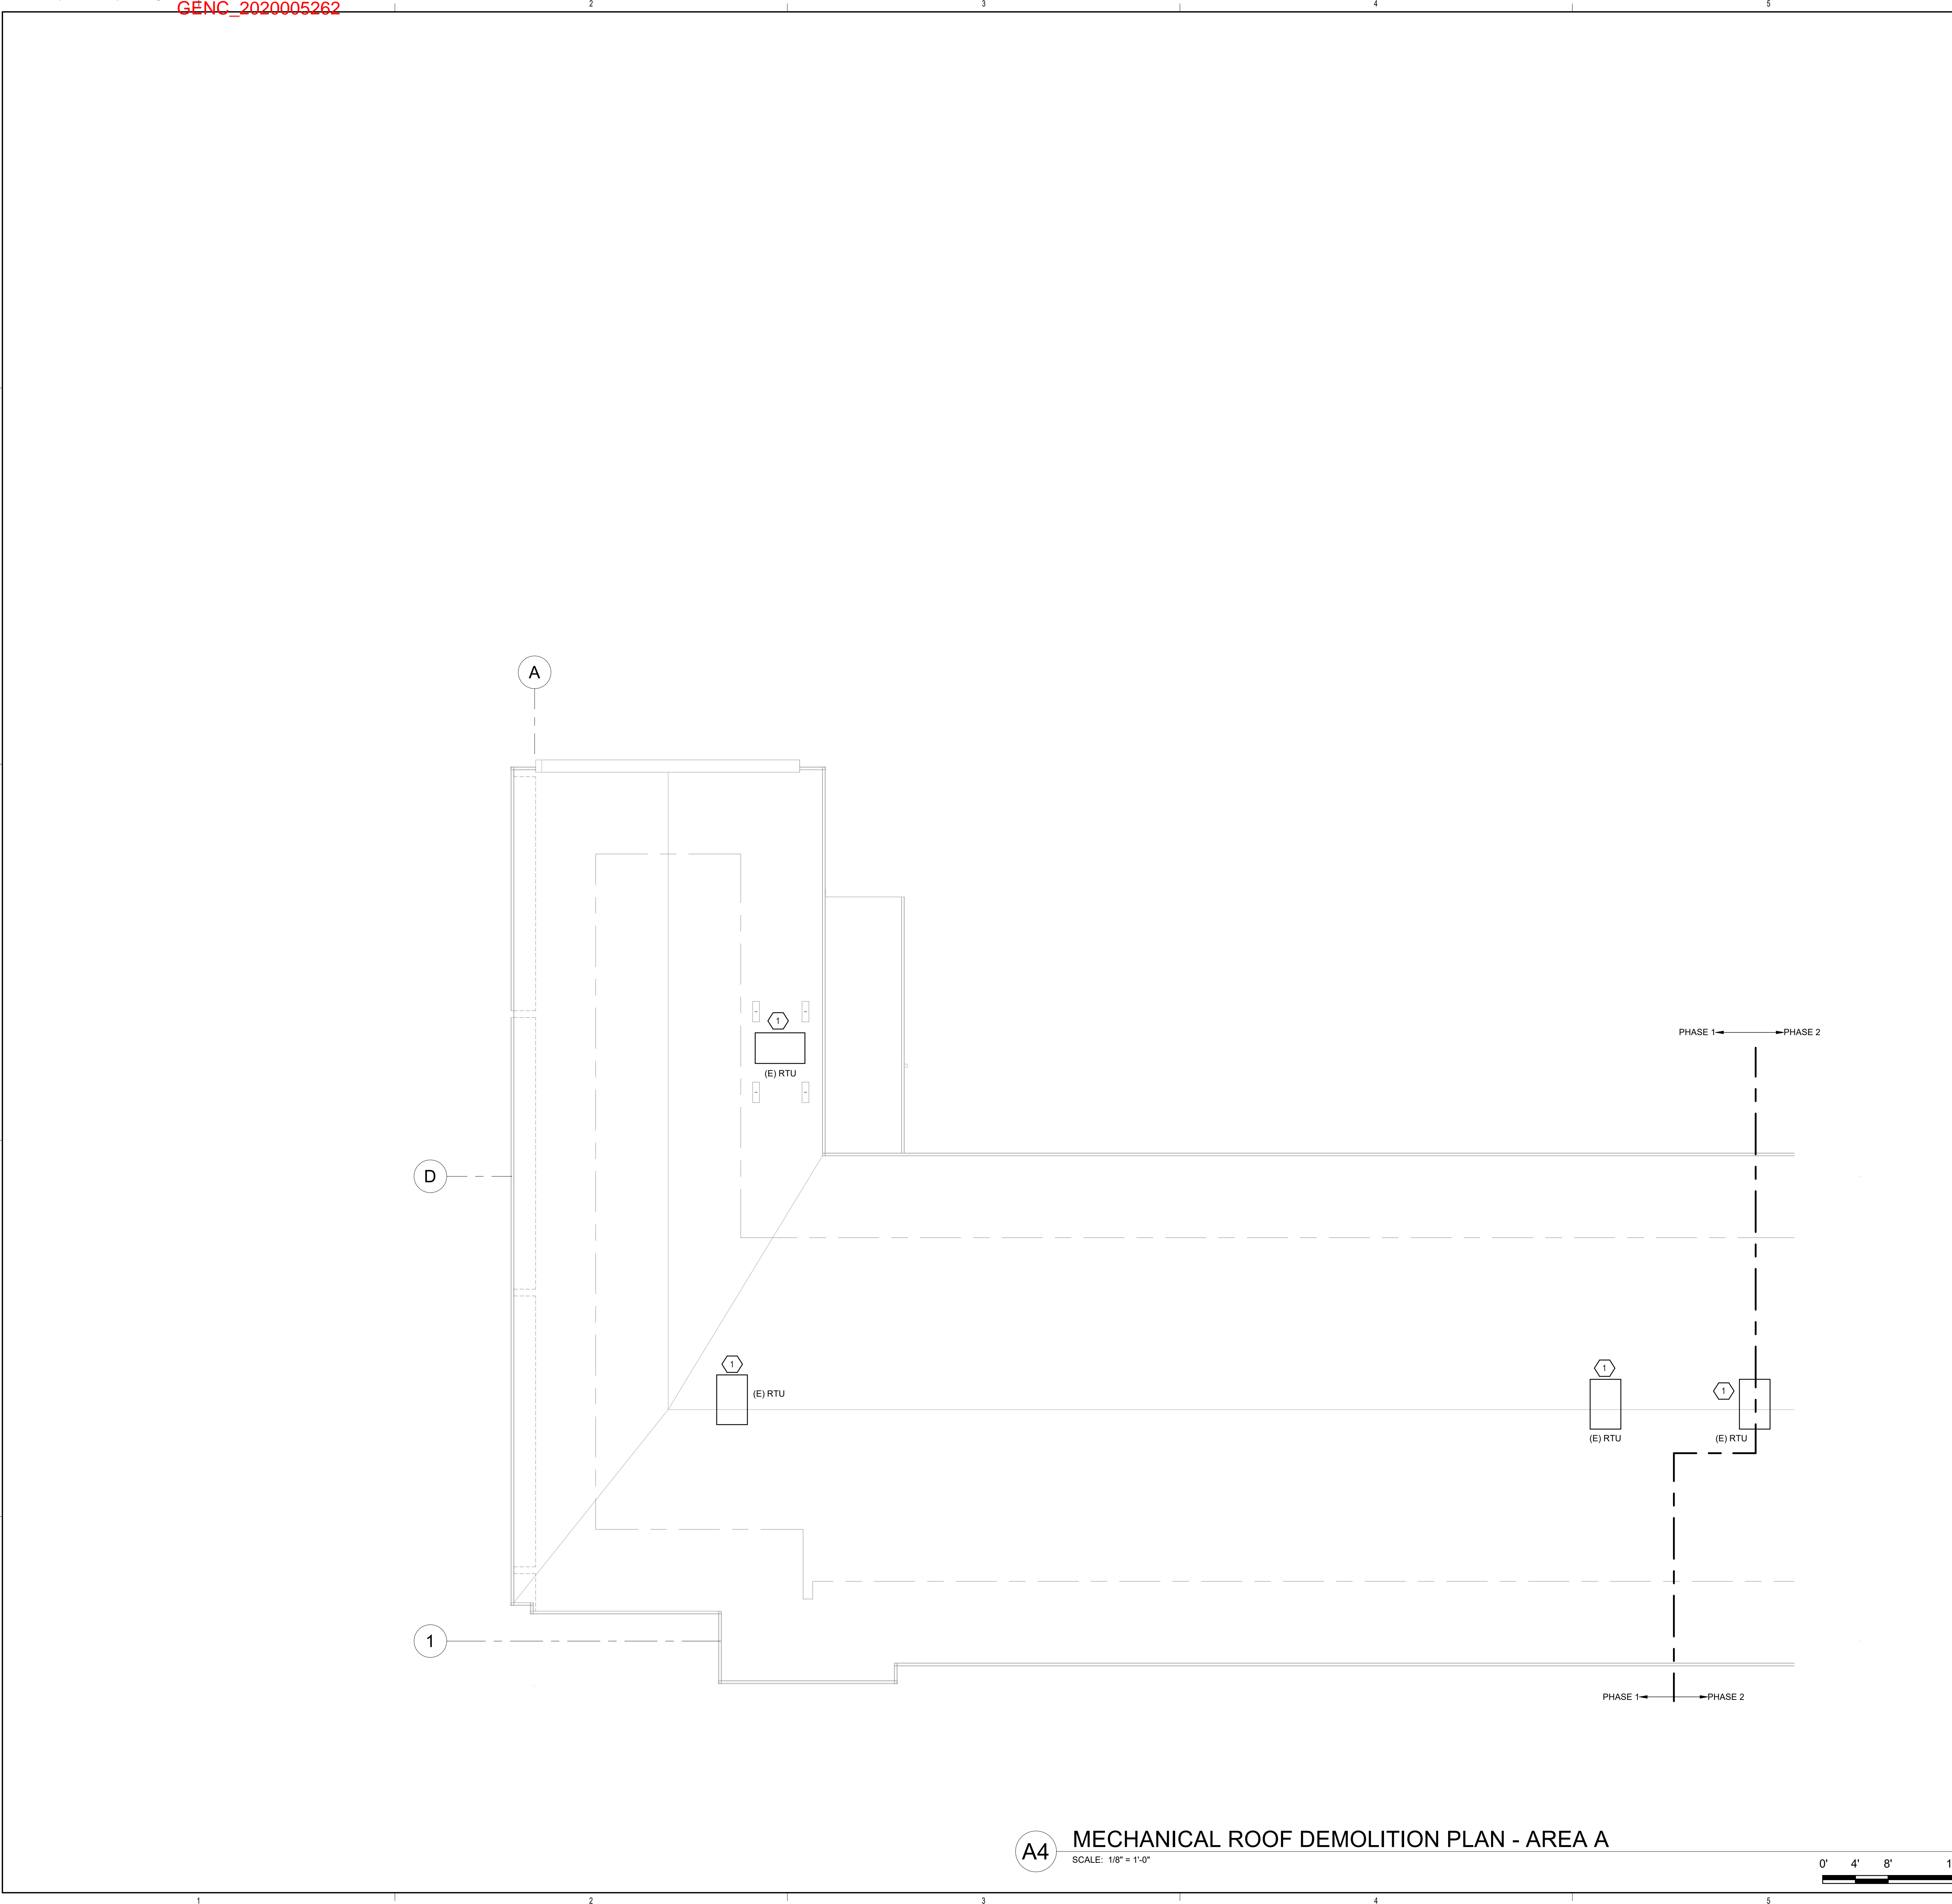 GENC_2020005262
1 2 3 4 5
A
1
(E) RTU
PHASE 1 PHASE 2
D
1
(E) RTU
1
(E) RTU
1
(E) RTU
1
PHASE 1 PHASE 2
A4 MECHANICAL ROOF DEMOLITION PLAN - AREA A
SCALE: 1/8" = 1'-0"
0' 4' 8'
1 2 3 4 5